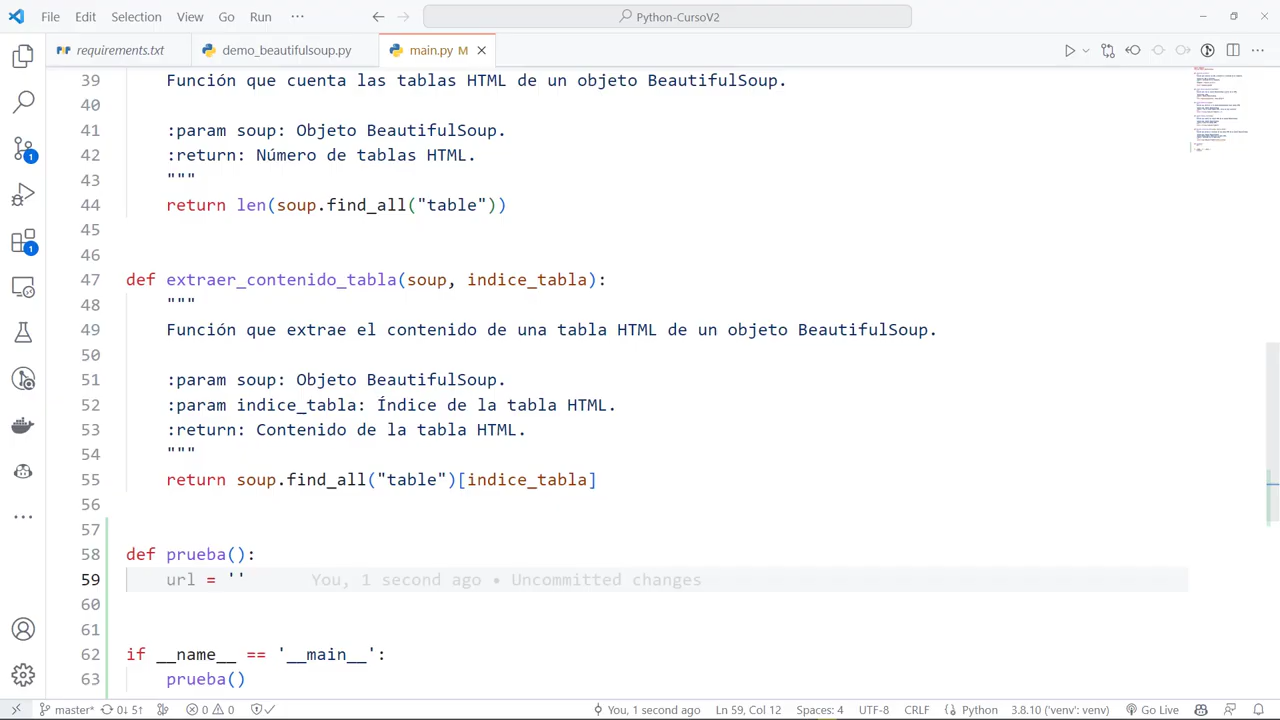 File Edit Selection View Go Run ··· Python-CursoV2
requirements.txt demo_beautifulsoup.py main.py M
39 Función que cuenta las tablas HTML de un objeto BeautifulSoup.
40
41 :param soup: Objeto BeautifulSoup.
42 :return: Número de tablas HTML.
43 """
44 return len(soup.find_all("table"))
45
46
47 def extraer_contenido_tabla(soup, indice_tabla):
48 """
49 Función que extrae el contenido de una tabla HTML de un objeto BeautifulSoup.
50
51 :param soup: Objeto BeautifulSoup.
52 :param indice_tabla: Índice de la tabla HTML.
53 :return: Contenido de la tabla HTML.
54 """
55 return soup.find_all("table")[indice_tabla]
56
57
58 def prueba():
59 url = '' You, 1 second ago • Uncommitted changes
60
61
62 if __name__ == '__main__':
63 prueba()
1
1
master* 0↓ 5↑ 0 0 You, 1 second ago Ln 59, Col 12 Spaces: 4 UTF-8 CRLF Python 3.8.10 ('venv': venv) Go Live